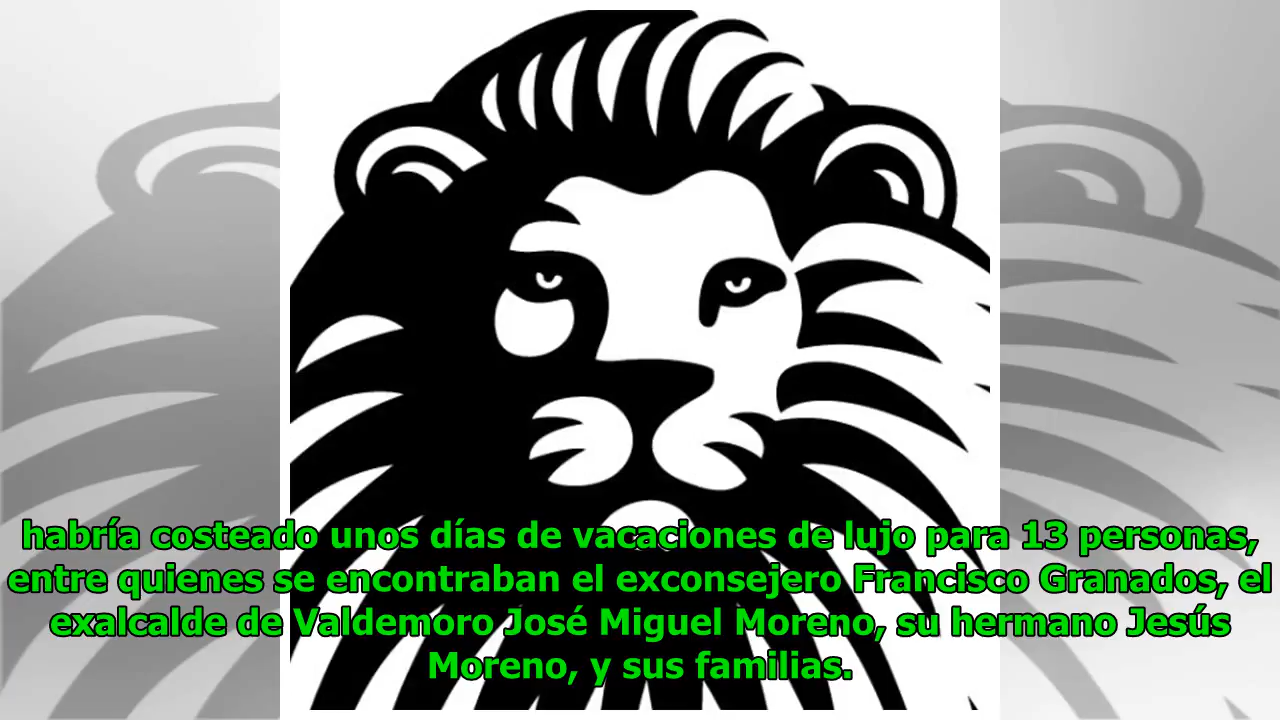 habría costeado unos días de vacaciones de lujo para 13 personas,
entre quienes se encontraban el exconsejero Francisco Granados, el
exalcalde de Valdemoro José Miguel Moreno, su hermano Jesús
Moreno, y sus familias.